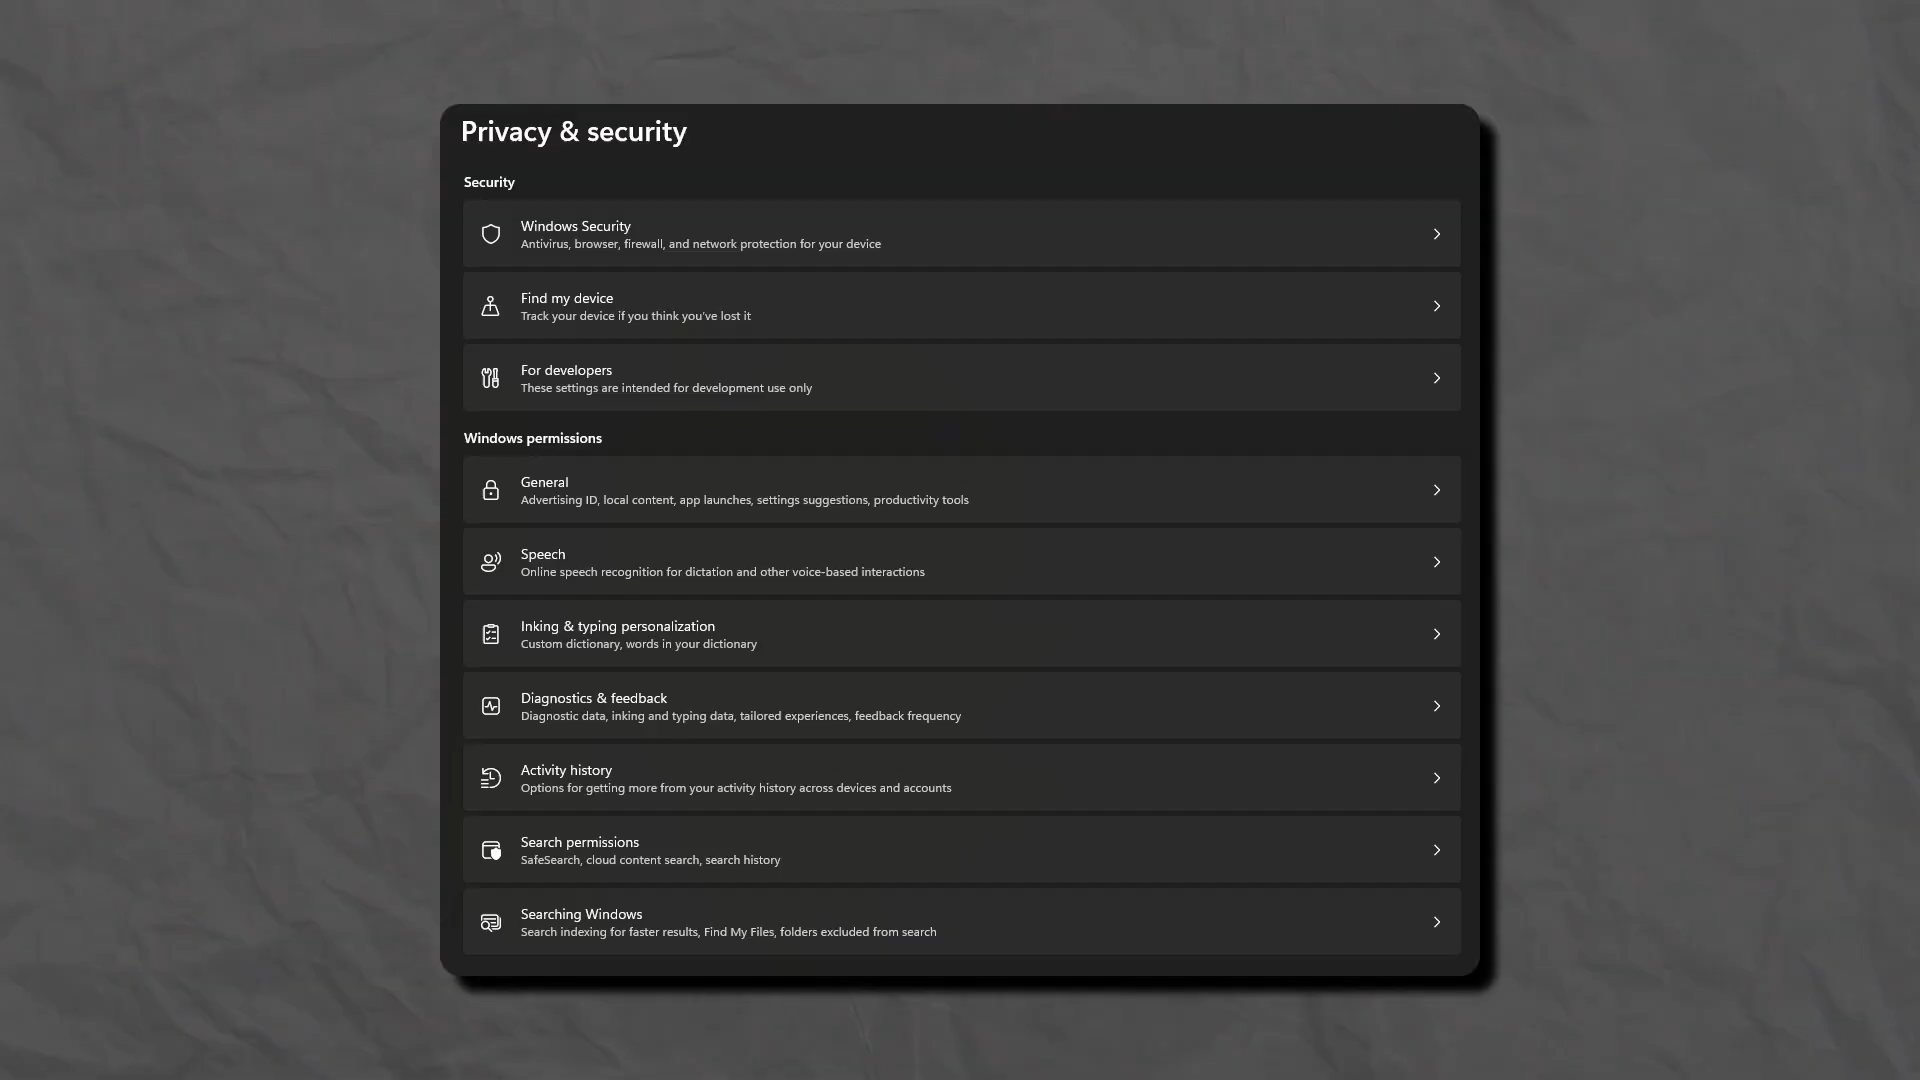 Privacy & security
Security
Windows Security
Antivirus, browser, firewall, and network protection for your device
Find my device
Track your device if you think you've lost it
For developers
These settings are intended for development use only
Windows permissions
General
Advertising ID, local content, app launches, settings suggestions, productivity tools
Speech
Online speech recognition for dictation and other voice-based interactions
Inking & typing personalization
Custom dictionary, words in your dictionary
Diagnostics & feedback
Diagnostic data, inking and typing data, tailored experiences, feedback frequency
Activity history
Options for getting more from your activity history across devices and accounts
Search permissions
SafeSearch, cloud content search, search history
Searching Windows
Search indexing for faster results, Find My Files, folders excluded from search